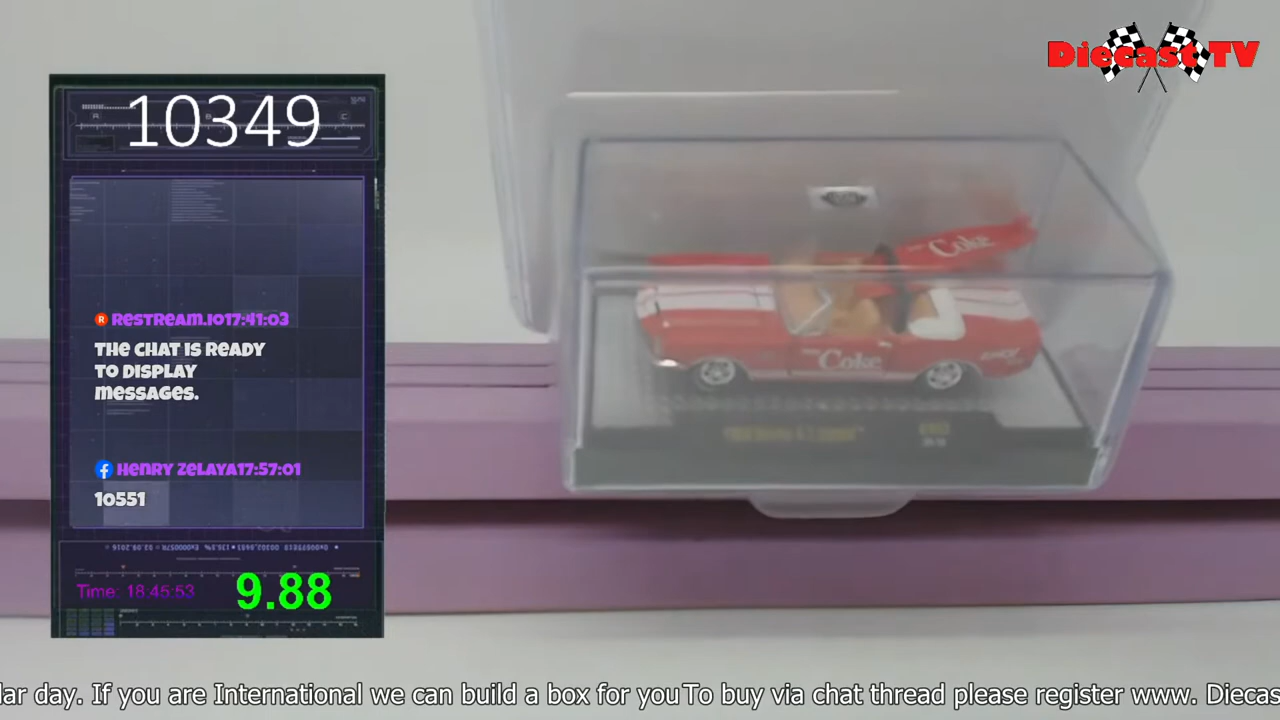 Diecast TV
10349
Restream.io17:41:03
THE CHAT IS READY
TO DISPLAY
MESSAGES.
Henry Zelaya17:57:01
10551
Time: 18:45:53
9.88
Coke
Coke
lar day. If you are International we can build a box for you To buy via chat thread please register www. Diecas